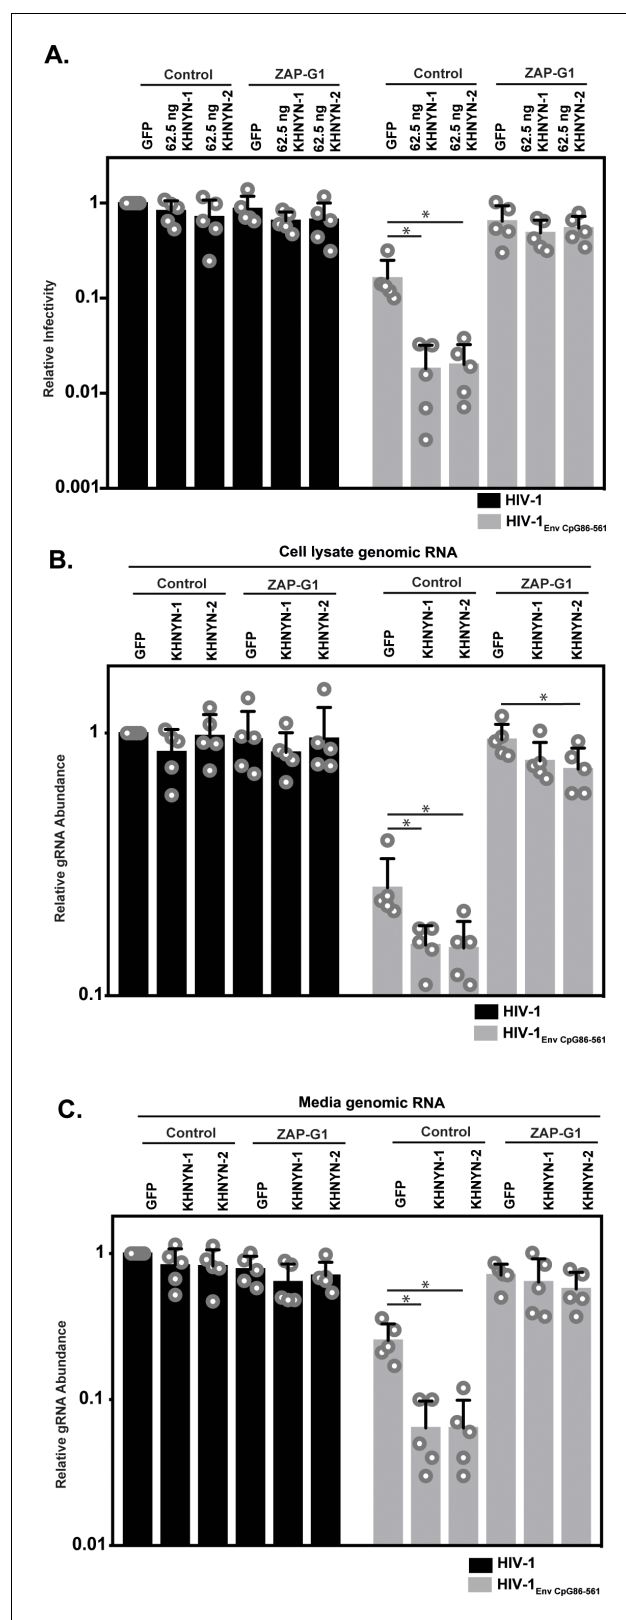 A.
Control ZAP-G1 Control ZAP-G1
GFP 62.5 ng KHNYN-1 62.5 ng KHNYN-2 GFP 62.5 ng KHNYN-1 62.5 ng KHNYN-2 GFP 62.5 ng KHNYN-1 62.5 ng KHNYN-2 GFP 62.5 ng KHNYN-1 62.5 ng KHNYN-2
Relative Infectivity
1
*
*
0.1
0.01
0.001
HIV-1
HIV-1Env CpG86-561
B.
Cell lysate genomic RNA
Control ZAP-G1 Control ZAP-G1
GFP KHNYN-1 KHNYN-2 GFP KHNYN-1 KHNYN-2 GFP KHNYN-1 KHNYN-2 GFP KHNYN-1 KHNYN-2
Relative gRNA Abundance
*
1
*
*
0.1
HIV-1
HIV-1Env CpG86-561
C.
Media genomic RNA
Control ZAP-G1 Control ZAP-G1
GFP KHNYN-1 KHNYN-2 GFP KHNYN-1 KHNYN-2 GFP KHNYN-1 KHNYN-2 GFP KHNYN-1 KHNYN-2
Relative gRNA Abundance
1
*
*
0.1
0.01
HIV-1
HIV-1Env CpG86-561